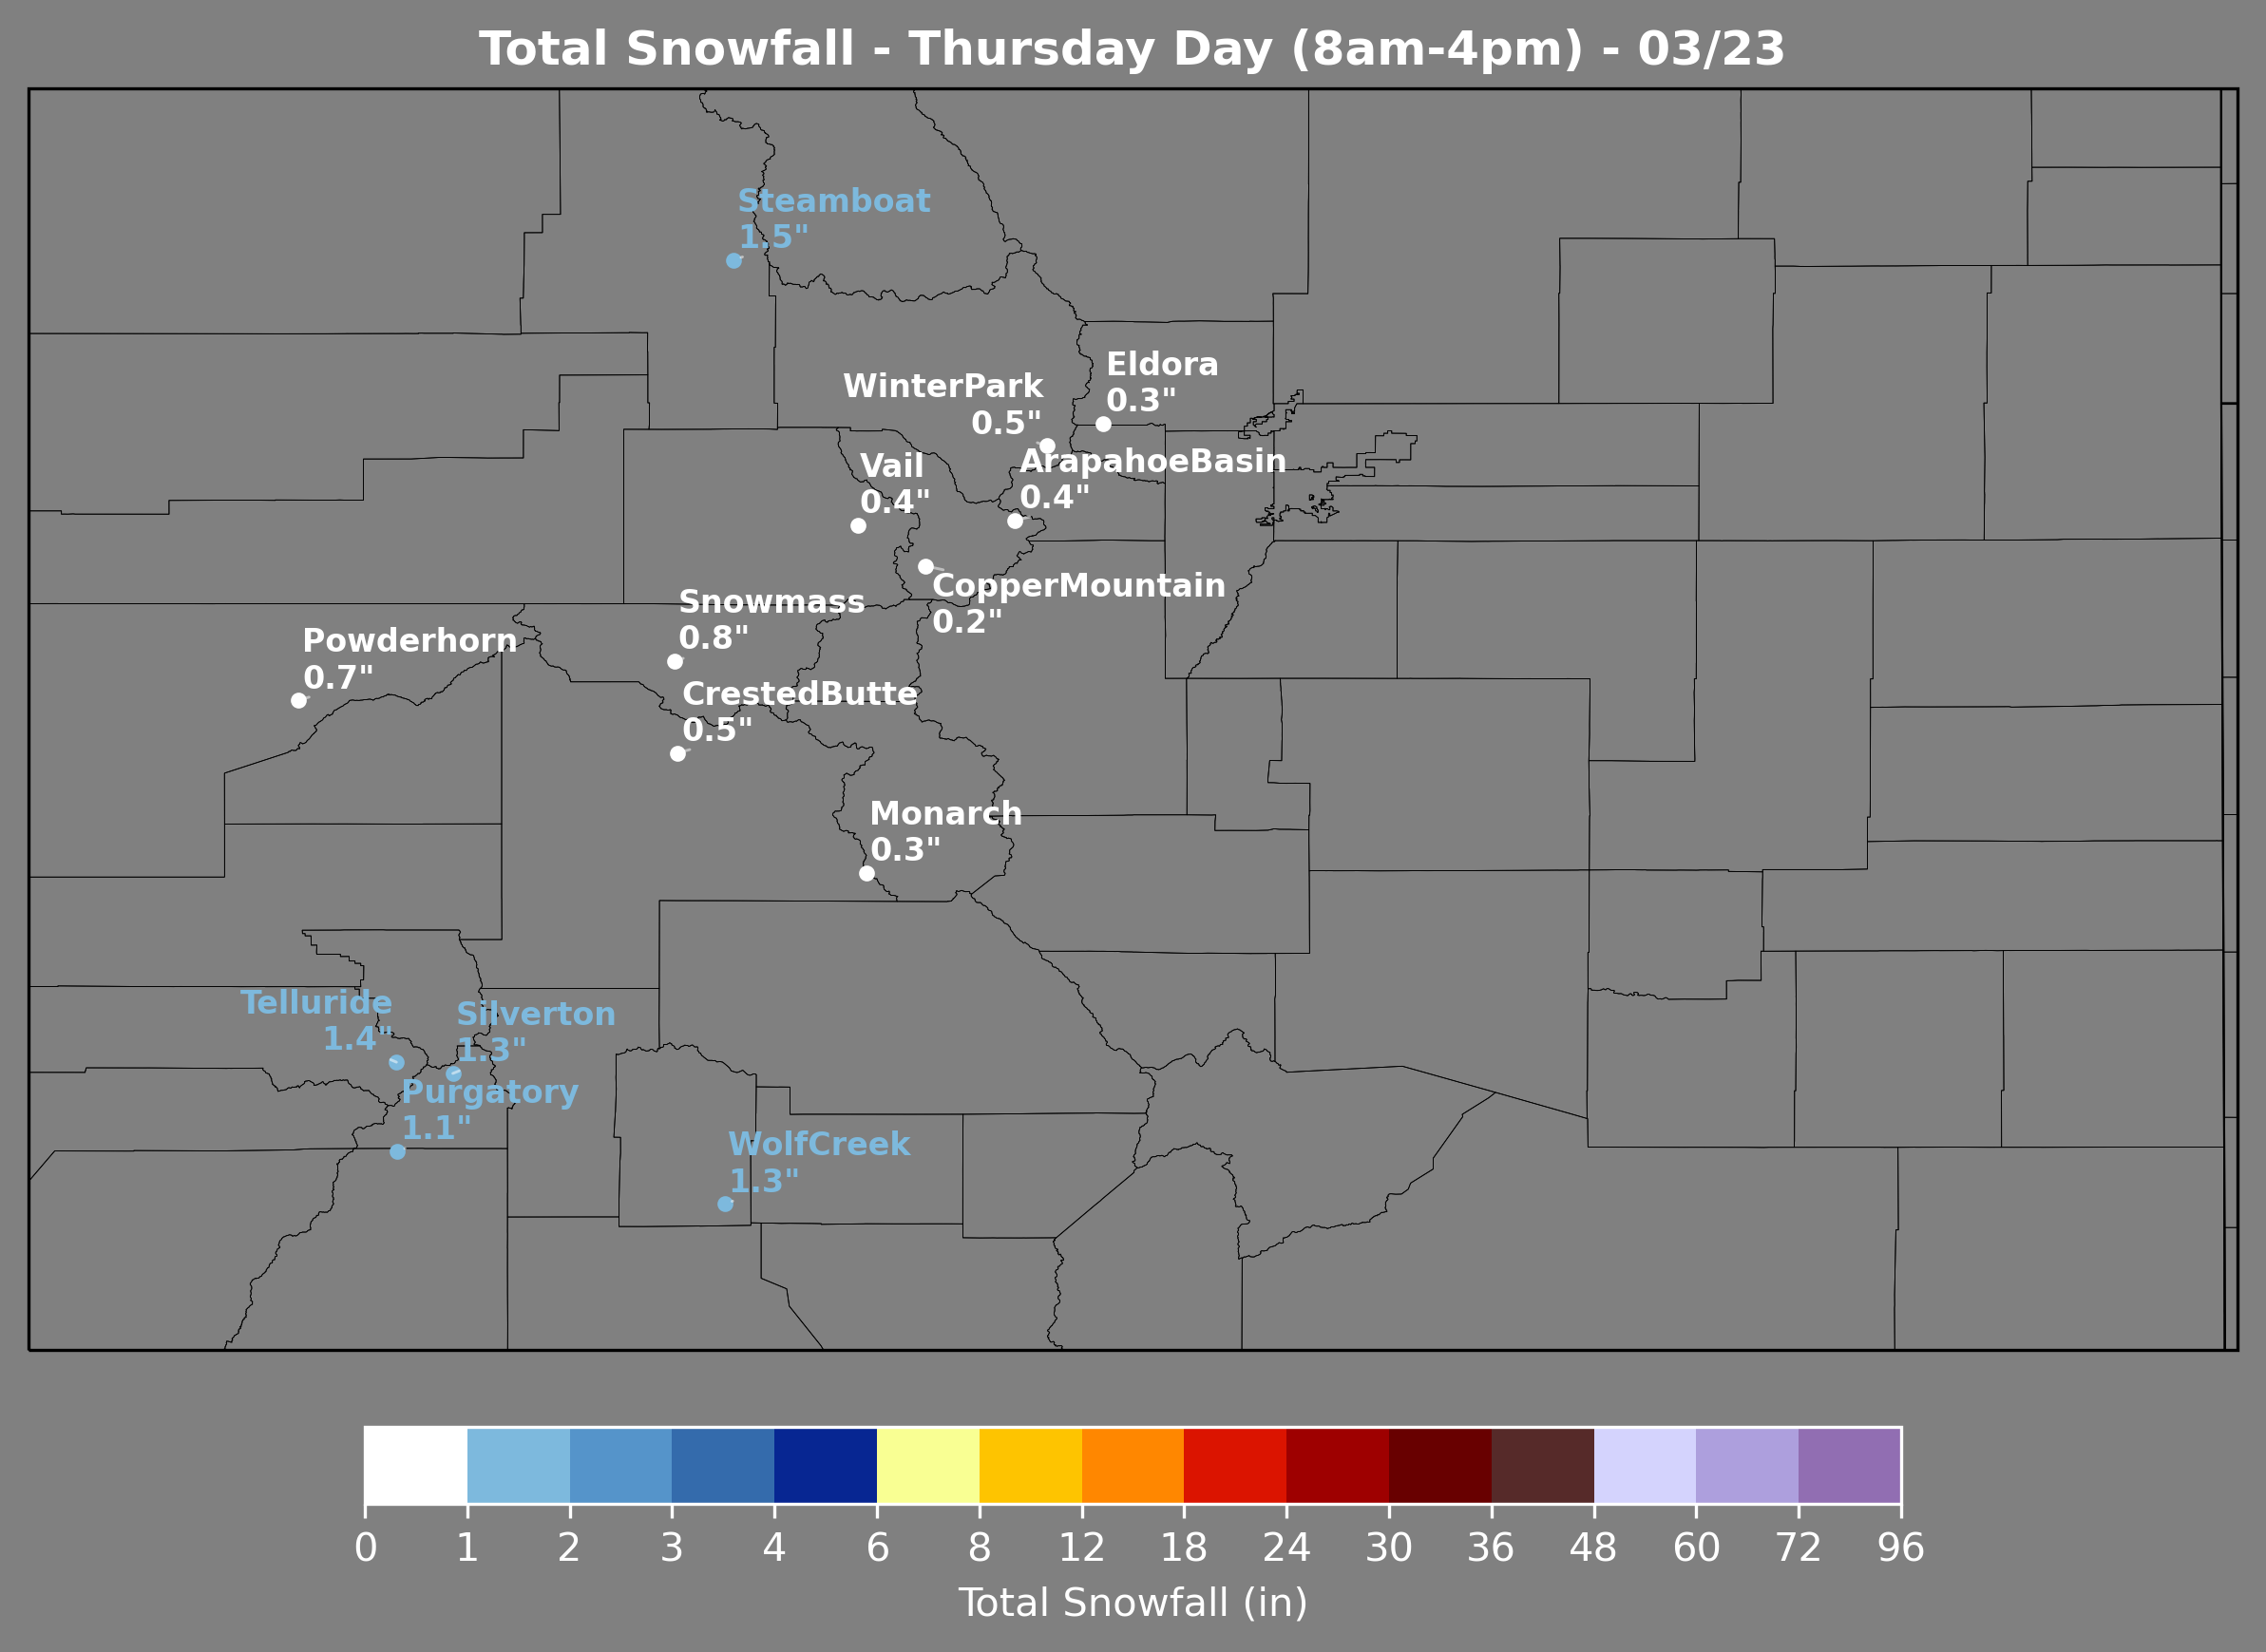 Total Snowfall - Thursday Day (8am-4pm) - 03/23
Steamboat
1.5"
Eldora
0.3"
WinterPark
0.5"
Vail
0.4"
ArapahoeBasin
0.4"
CopperMountain
0.2"
Snowmass
0.8"
Powderhorn
0.7"
CrestedButte
0.5"
Monarch
0.3"
Telluride
1.4"
Silverton
1.3"
Purgatory
1.1"
WolfCreek
1.3"
0 1 2 3 4 6 8 12 18 24 30 36 48 60 72 96
Total Snowfall (in)